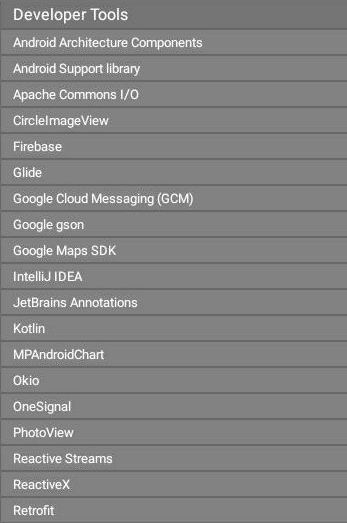 Developer Tools
Android Architecture Components
Android Support library
Apache Commons I/O
CircleImageView
Firebase
Glide
Google Cloud Messaging (GCM)
Google gson
Google Maps SDK
IntelliJ IDEA
JetBrains Annotations
Kotlin
MPAndroidChart
Okio
OneSignal
PhotoView
Reactive Streams
ReactiveX
Retrofit